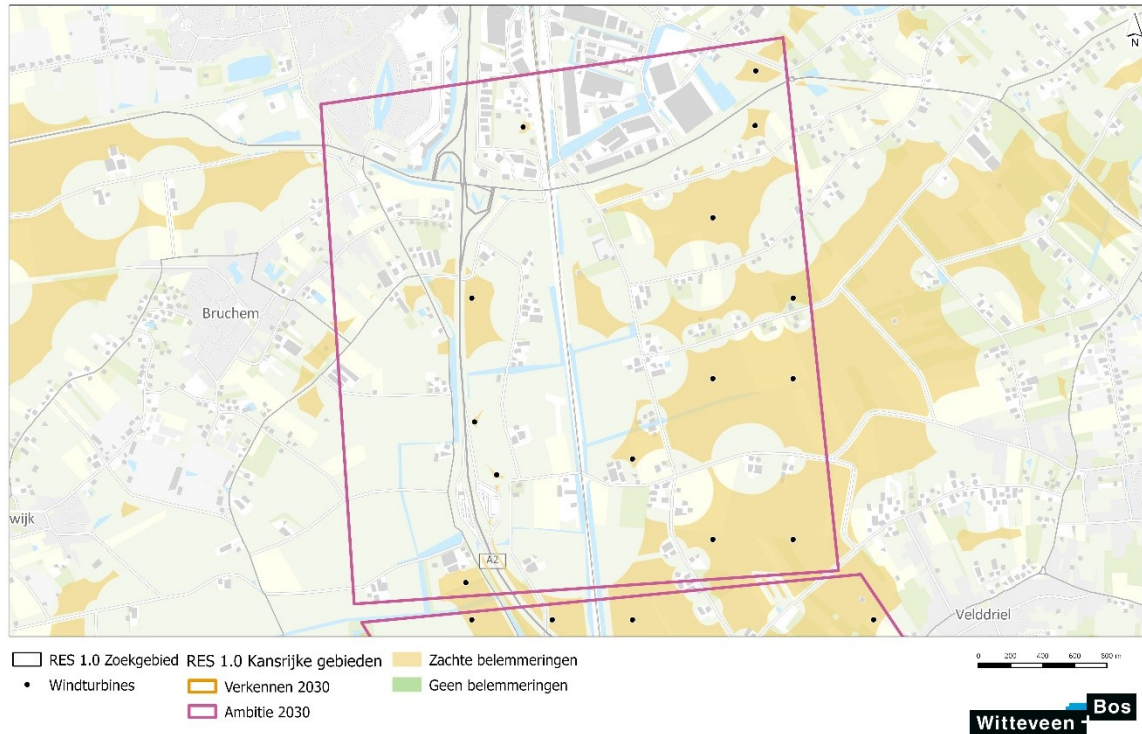 N
Bruchem
wijk
A2
Velddriel
RES 1.0 Zoekgebied
Windturbines
RES 1.0 Kansrijke gebieden
Verkennen 2030
Ambitie 2030
Zachte belemmeringen
Geen belemmeringen
0 200 400 600 800 m
Witteveen + Bos